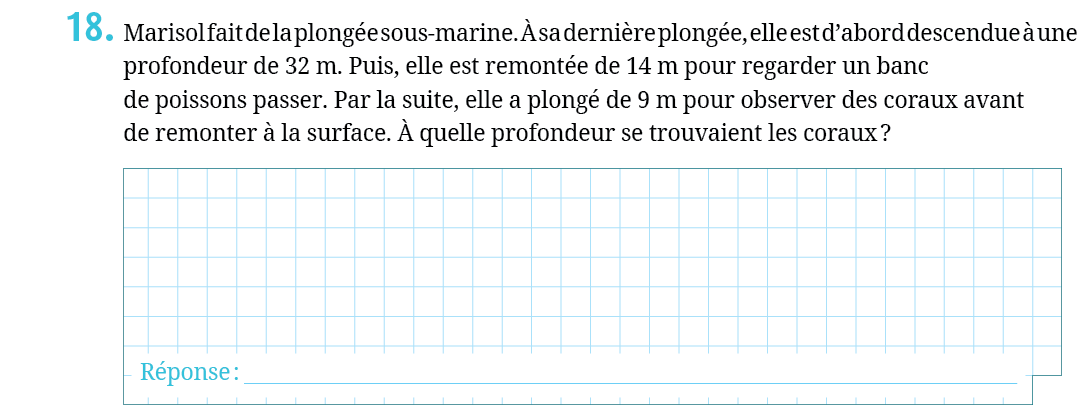 18. Marisol fait de la plongée sous-marine. À sa dernière plongée, elle est d’abord descendue à une
profondeur de 32 m. Puis, elle est remontée de 14 m pour regarder un banc
de poissons passer. Par la suite, elle a plongé de 9 m pour observer des coraux avant
de remonter à la surface. À quelle profondeur se trouvaient les coraux ?
Réponse :